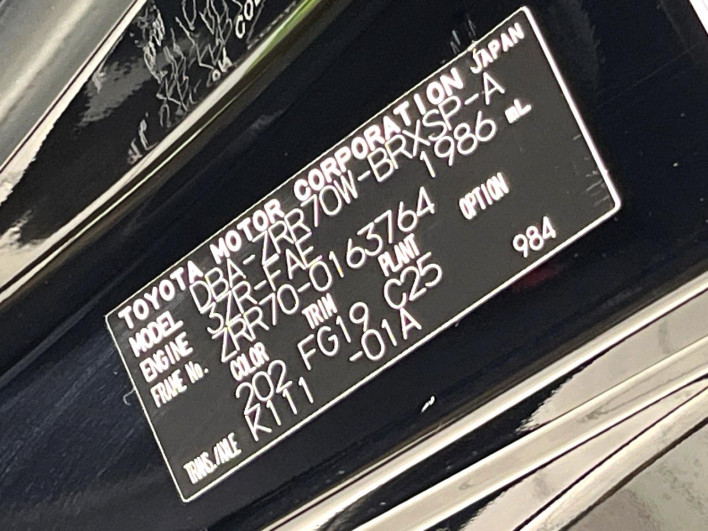 TOYOTA MOTOR CORPORATION JAPAN
MODEL DBA-ZRR70W-BRXSP-A
ENGINE 3ZR-FAE 1986 mL
FRAME No. ZRR70-0163764
COLOR TRIM PLANT OPTION
202 FG19 C25
TRANS./AXLE K111 -01A 984